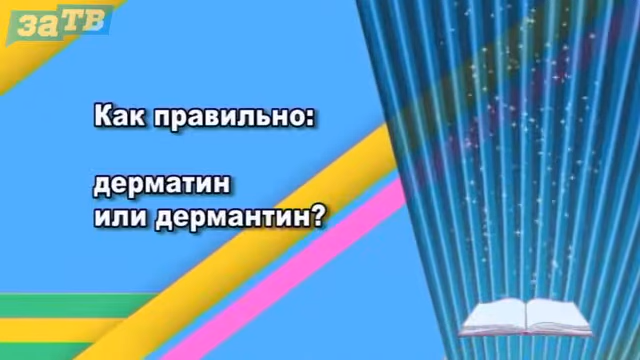 заТВ
Как правильно:
дерматин
или дермантин?